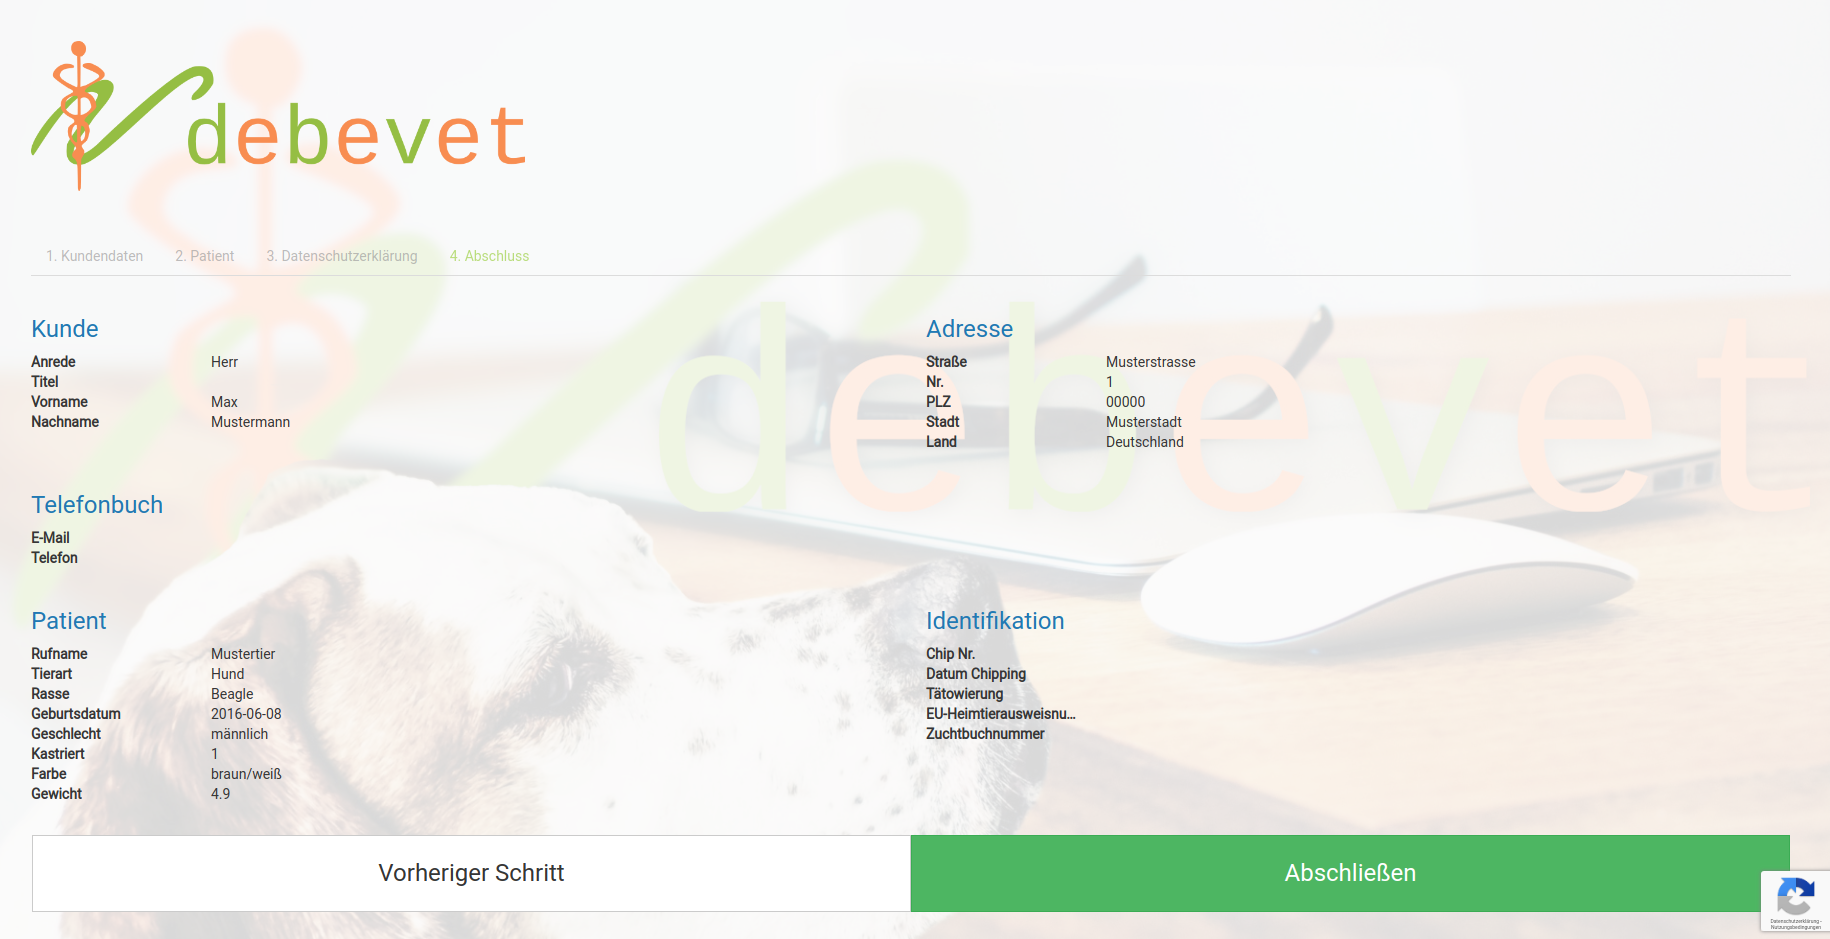 debevet
1. Kundendaten 2. Patient 3. Datenschutzerklärung 4. Abschluss
Kunde
Anrede Herr
Titel
Vorname Max
Nachname Mustermann
Adresse
Straße Musterstrasse
Nr. 1
PLZ 00000
Stadt Musterstadt
Land Deutschland
debevet
Telefonbuch
E-Mail
Telefon
Patient
Rufname Mustertier
Tierart Hund
Rasse Beagle
Geburtsdatum 2016-06-08
Geschlecht männlich
Kastriert 1
Farbe braun/weiß
Gewicht 4.9
Identifikation
Chip Nr.
Datum Chipping
Tätowierung
EU-Heimtierausweisnu...
Zuchtbuchnummer
Vorheriger Schritt
Abschließen
Datenschutzerklärung -
Nutzungsbedingungen